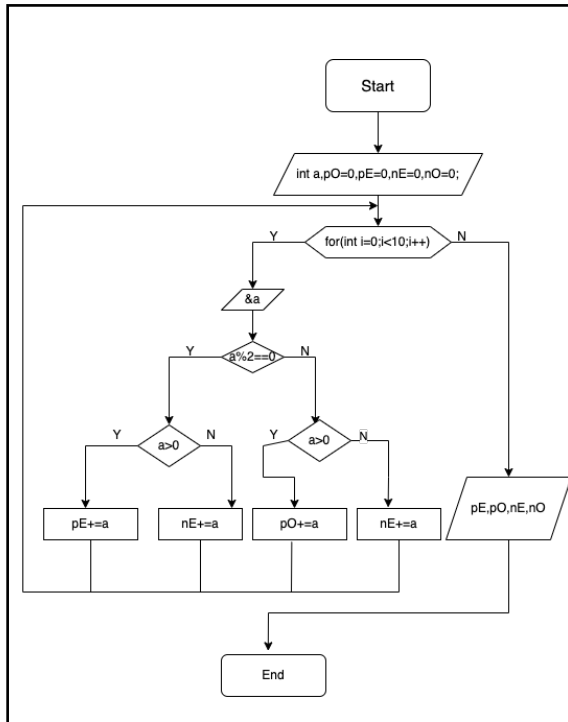 Start
int a,pO=0,pE=0,nE=0,nO=0;
Y
for(int i=0;i<10;i++)
N
&a
Y
a%2==0
N
Y
a>0
N
Y
a>0
N
pE+=a
nE+=a
pO+=a
nE+=a
pE,pO,nE,nO
End